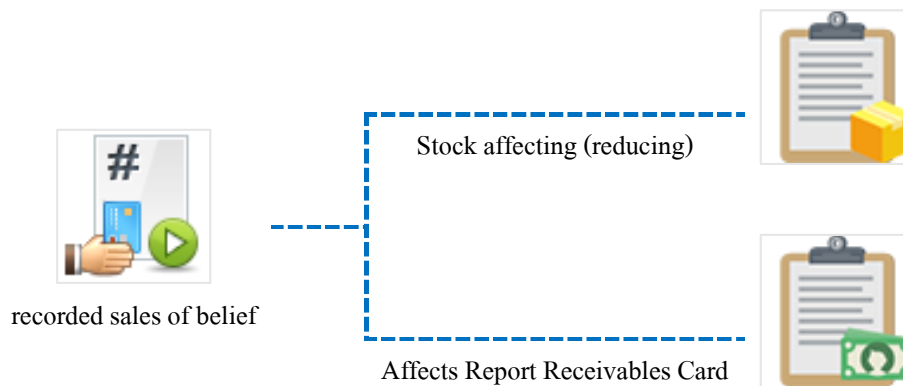 #
Stock affecting (reducing)
recorded sales of belief
Affects Report Receivables Card